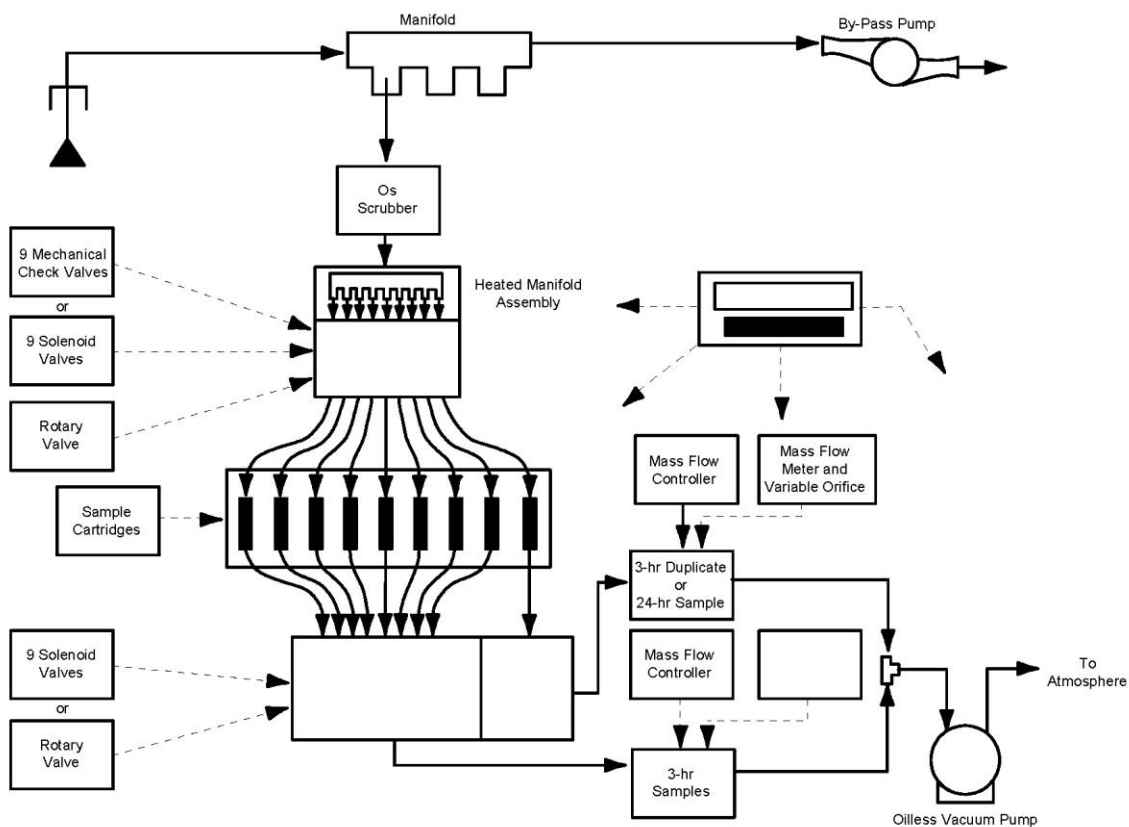 Manifold
By-Pass Pump
Os
Scrubber
9 Mechanical
Check Valves
or
9 Solenoid
Valves
Rotary
Valve
Heated Manifold
Assembly
Mass Flow
Controller
Mass Flow
Meter and
Variable Orifice
Sample
Cartridges
3-hr Duplicate
or
24-hr Sample
9 Solenoid
Valves
or
Rotary
Valve
Mass Flow
Controller
To
Atmosphere
3-hr
Samples
Oilless Vacuum Pump